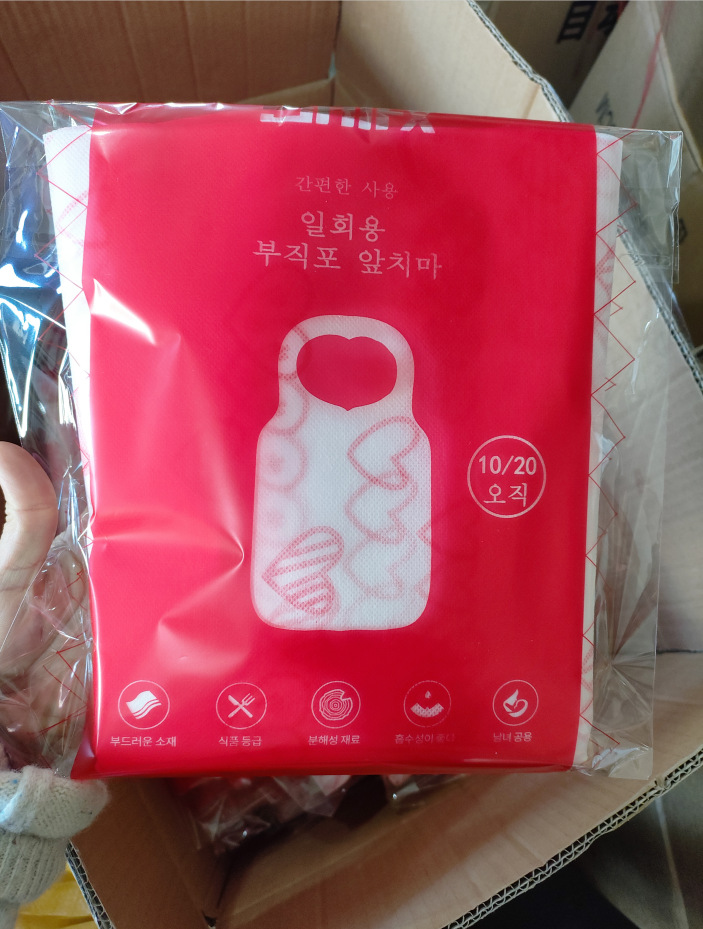 간편한 사용
일회용
부직포 앞치마
10/20
오직
부드러운 소재
식품 등급
분해성 재료
흡수성이 좋다
남녀 공용